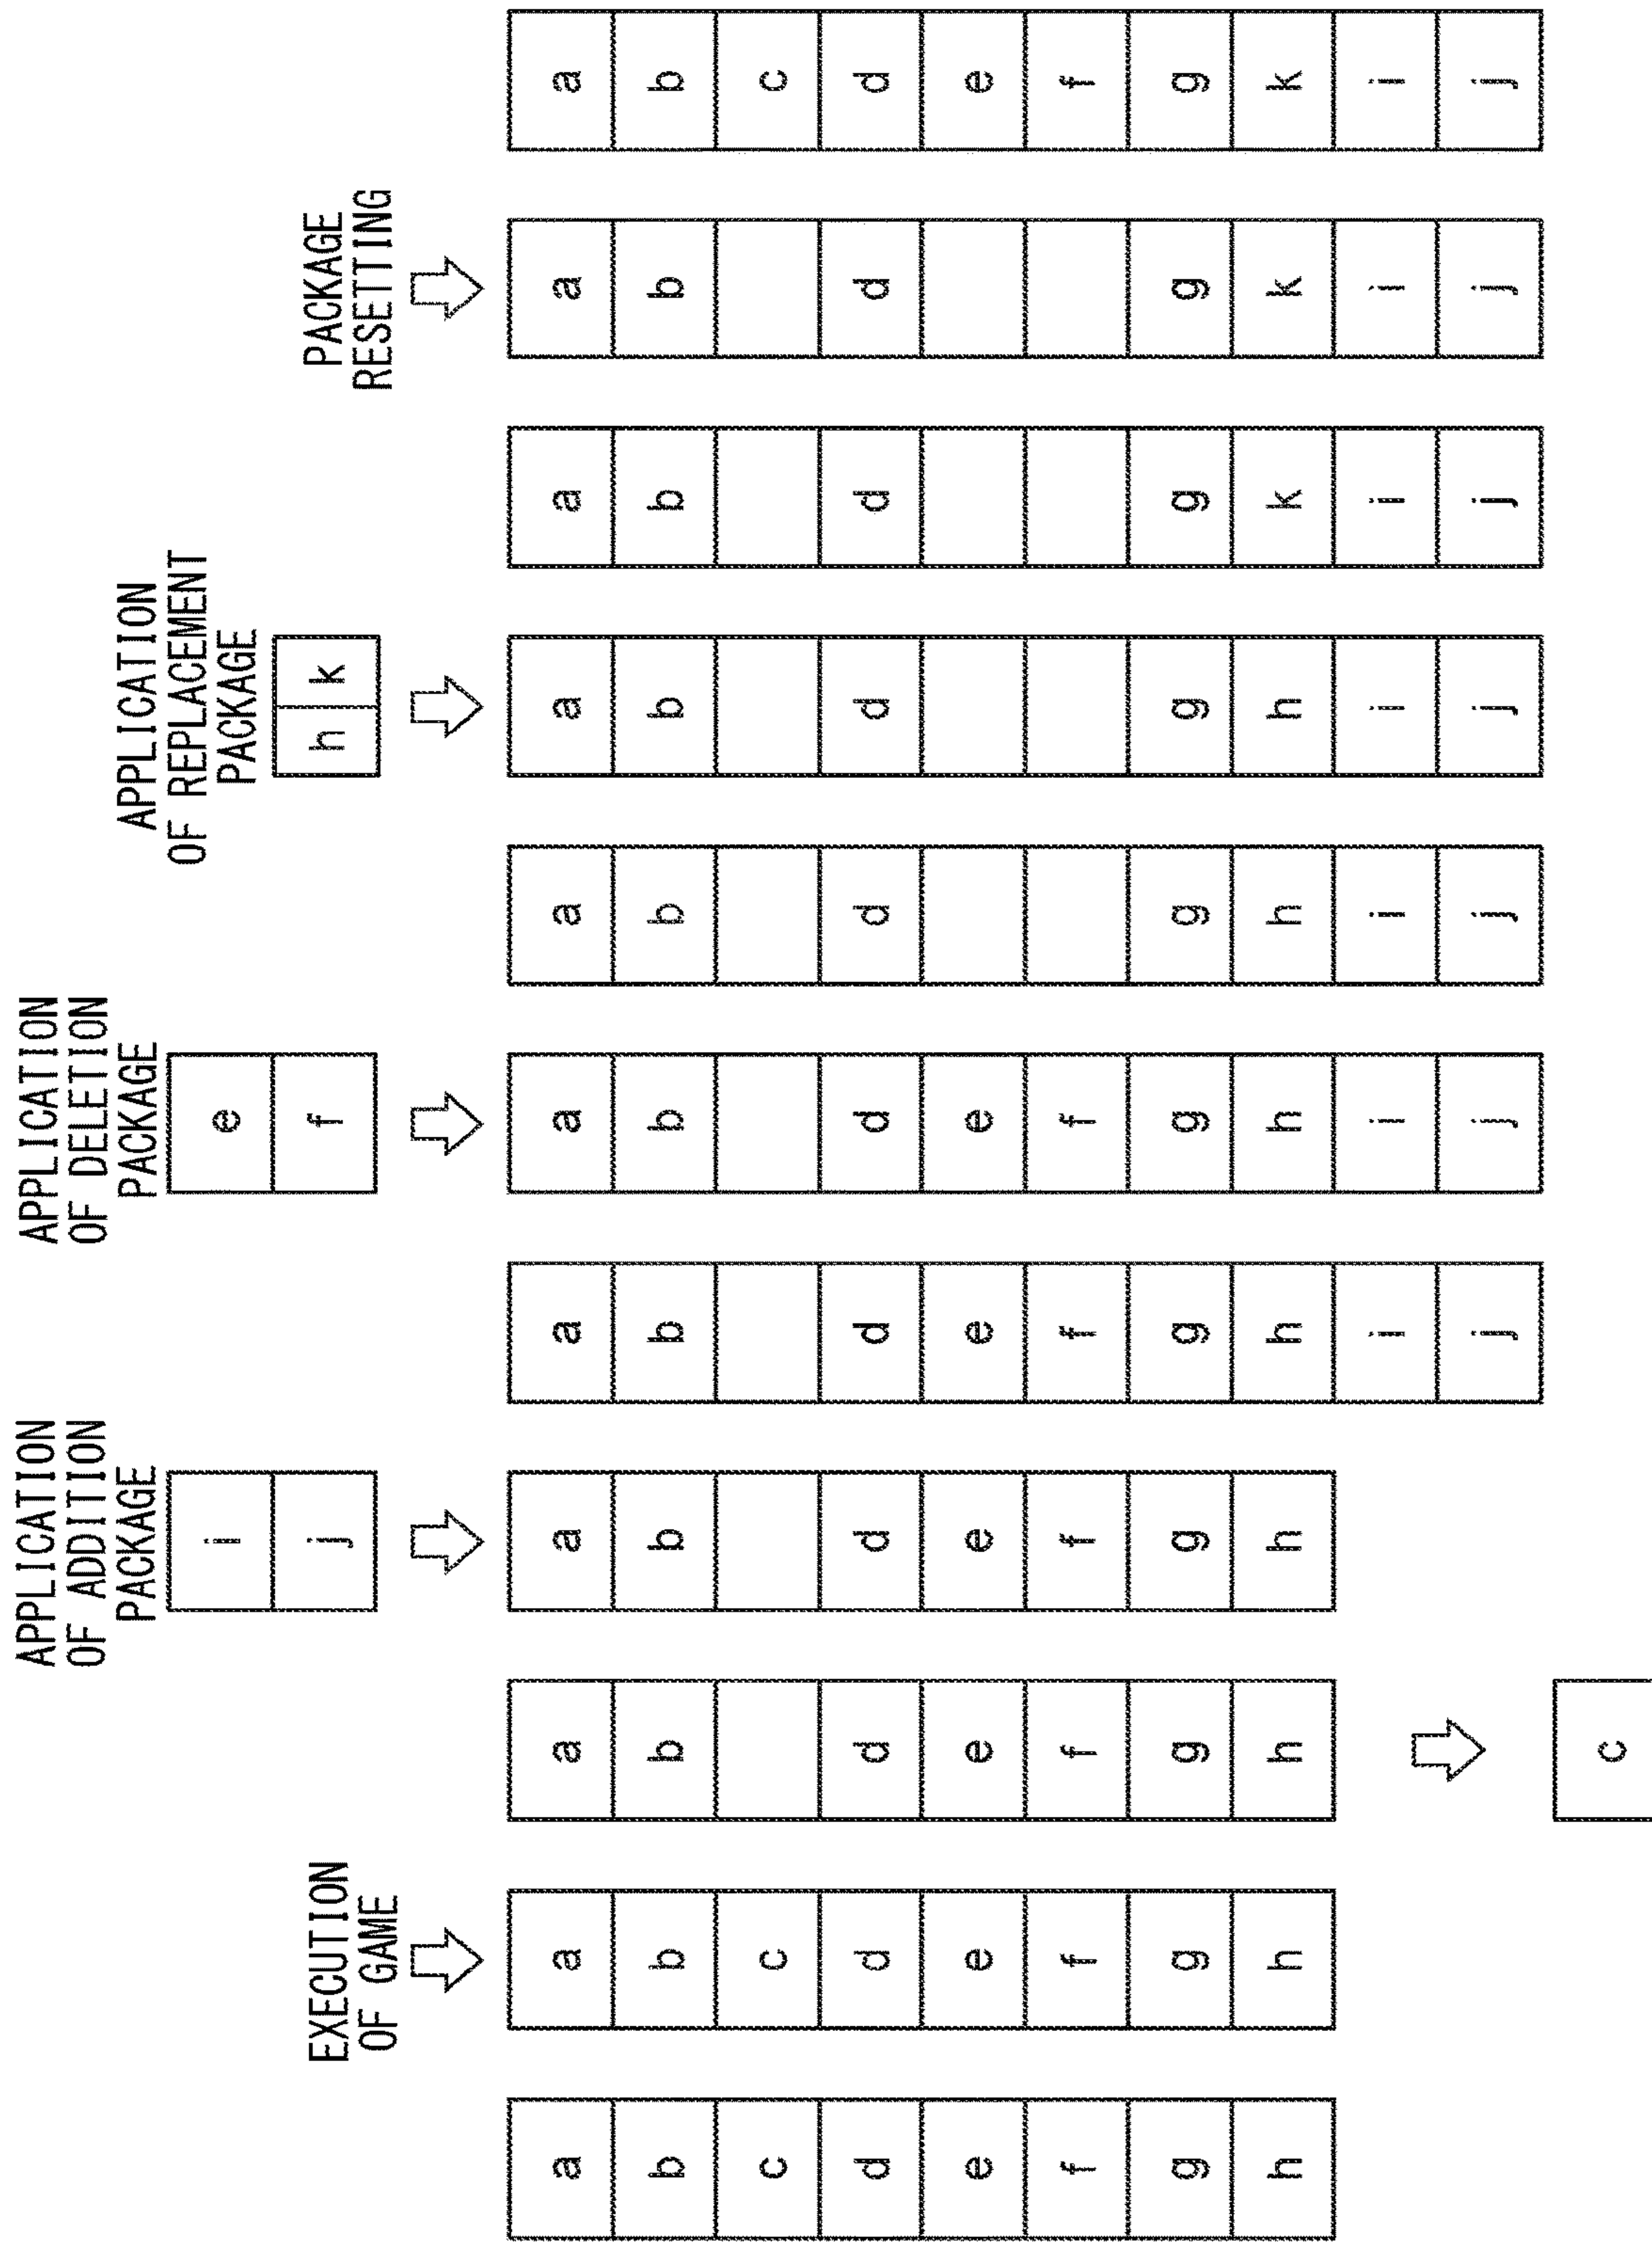 a
b
c
d
e
f
g
h
EXECUTION
OF GAME
a
b
c
d
e
f
g
h
a
b
d
e
f
g
h
c
APPLICATION
OF ADDITION
PACKAGE
i
j
a
b
d
e
f
g
h
a
b
d
e
f
g
h
i
j
APPLICATION
OF DELETION
PACKAGE
e
f
a
b
d
e
f
g
h
i
j
a
b
d
g
h
i
j
APPLICATION
OF REPLACEMENT
PACKAGE
h k
a
b
d
g
h
i
j
a
b
d
g
k
i
j
PACKAGE
RESETTING
a
b
d
g
k
i
j
a
b
c
d
e
f
g
k
i
j